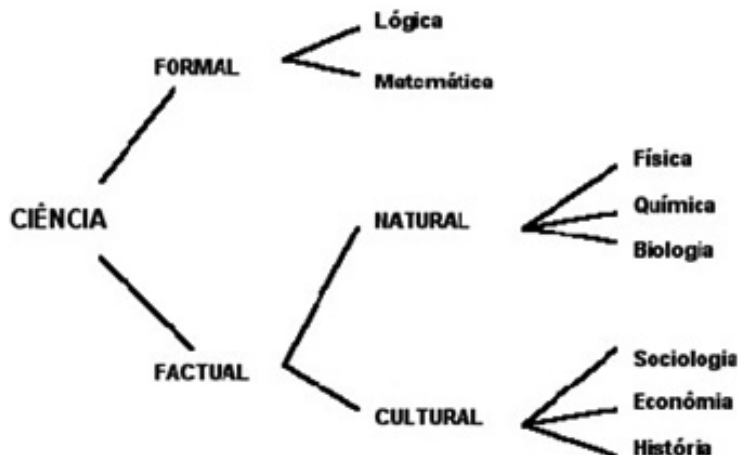 Lógica
FORMAL
Matemática
Física
CIÊNCIA
NATURAL
Química
Biologia
FACTUAL
Sociologia
CULTURAL
Econômia
História